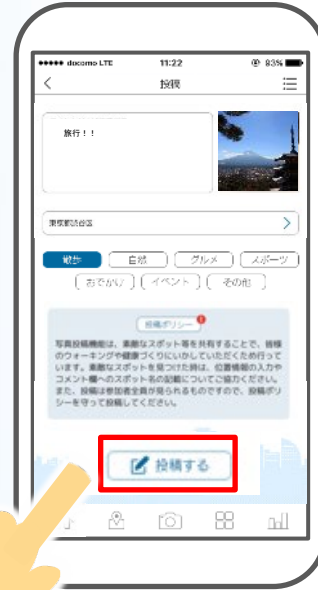 docomo LTE 11:22 83%
投稿
旅行！！
東京都渋谷区
散歩 自然 グルメ スポーツ
おでかけ イベント その他
投稿ポリシー
写真投稿機能は、素敵なスポット等を共有することで、皆様
のウォーキングや健康づくりにいかしていただくため行って
います。素敵なスポットを見つけた時は、位置情報の入力や
コメント欄へのスポット名の記載についてご協力ください。
また、投稿は参加者全員が見られるものですので、投稿ポリ
シーを守って投稿してください。
投稿する